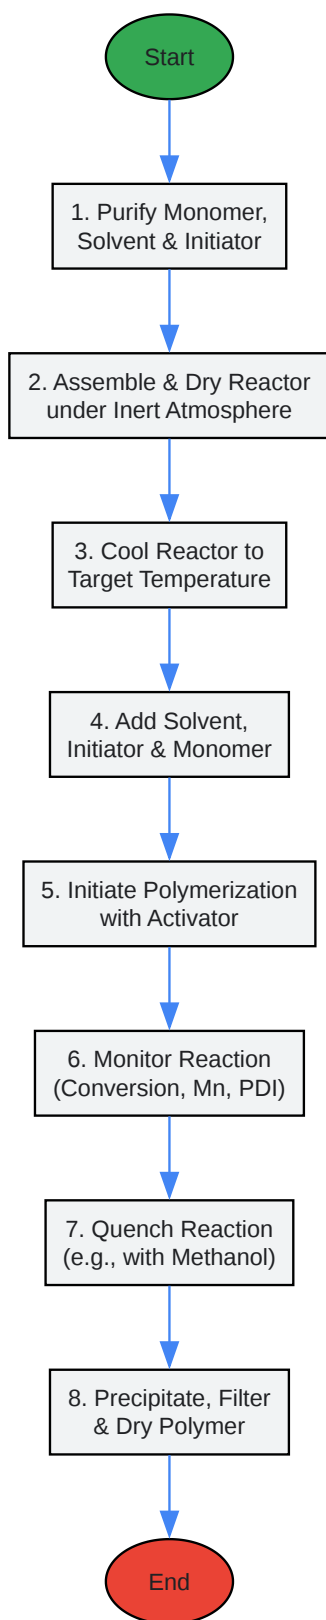 Start
1. Purify Monomer,
Solvent & Initiator
2. Assemble & Dry Reactor
under Inert Atmosphere
3. Cool Reactor to
Target Temperature
4. Add Solvent,
Initiator & Monomer
5. Initiate Polymerization
with Activator
6. Monitor Reaction
(Conversion, Mn, PDI)
7. Quench Reaction
(e.g., with Methanol)
8. Precipitate, Filter
& Dry Polymer
End